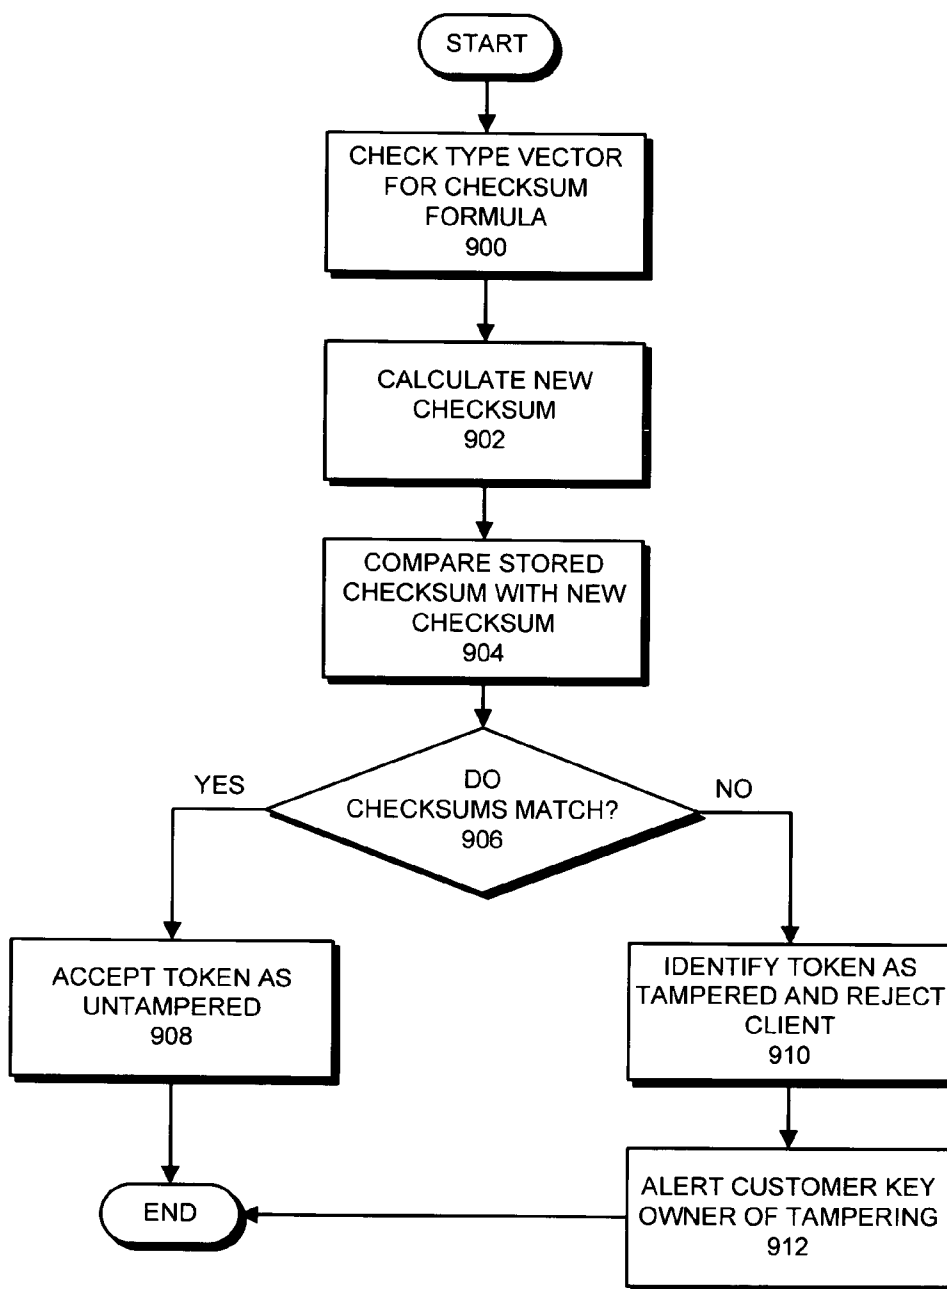 START
CHECK TYPE VECTOR
FOR CHECKSUM
FORMULA
900
CALCULATE NEW
CHECKSUM
902
COMPARE STORED
CHECKSUM WITH NEW
CHECKSUM
904
DO
CHECKSUMS MATCH?
906
YES
NO
ACCEPT TOKEN AS
UNTAMPERED
908
IDENTIFY TOKEN AS
TAMPERED AND REJECT
CLIENT
910
END
ALERT CUSTOMER KEY
OWNER OF TAMPERING
912